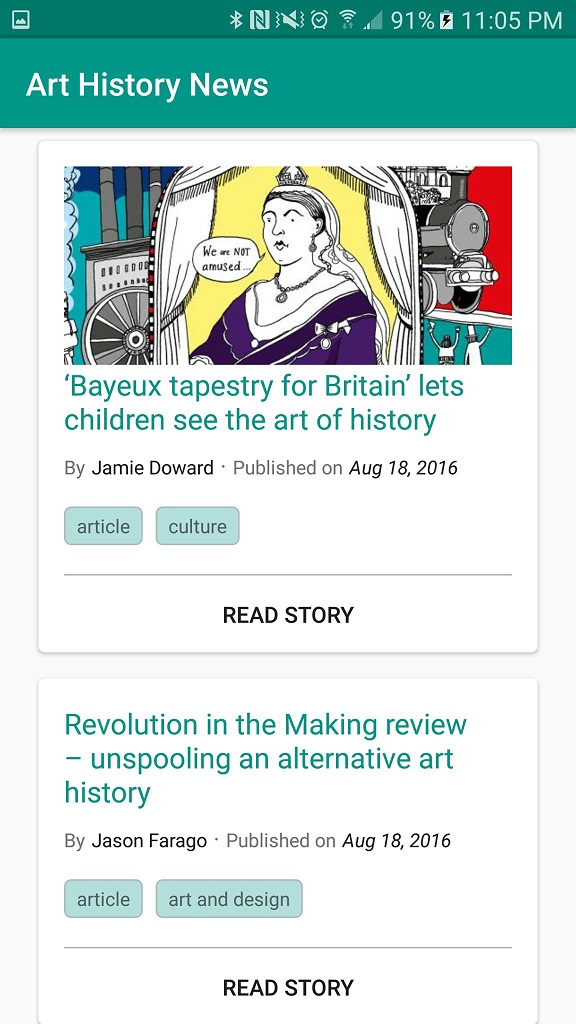 91% 11:05 PM
Art History News
We are NOT
amused...
‘Bayeux tapestry for Britain’ lets
children see the art of history
By Jamie Doward · Published on Aug 18, 2016
article culture
READ STORY
Revolution in the Making review
– unspooling an alternative art
history
By Jason Farago · Published on Aug 18, 2016
article art and design
READ STORY